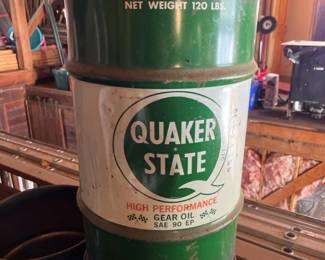 NET WEIGHT 120 LBS.
QUAKER
STATE
HIGH PERFORMANCE
GEAR OIL
SAE 90 EP